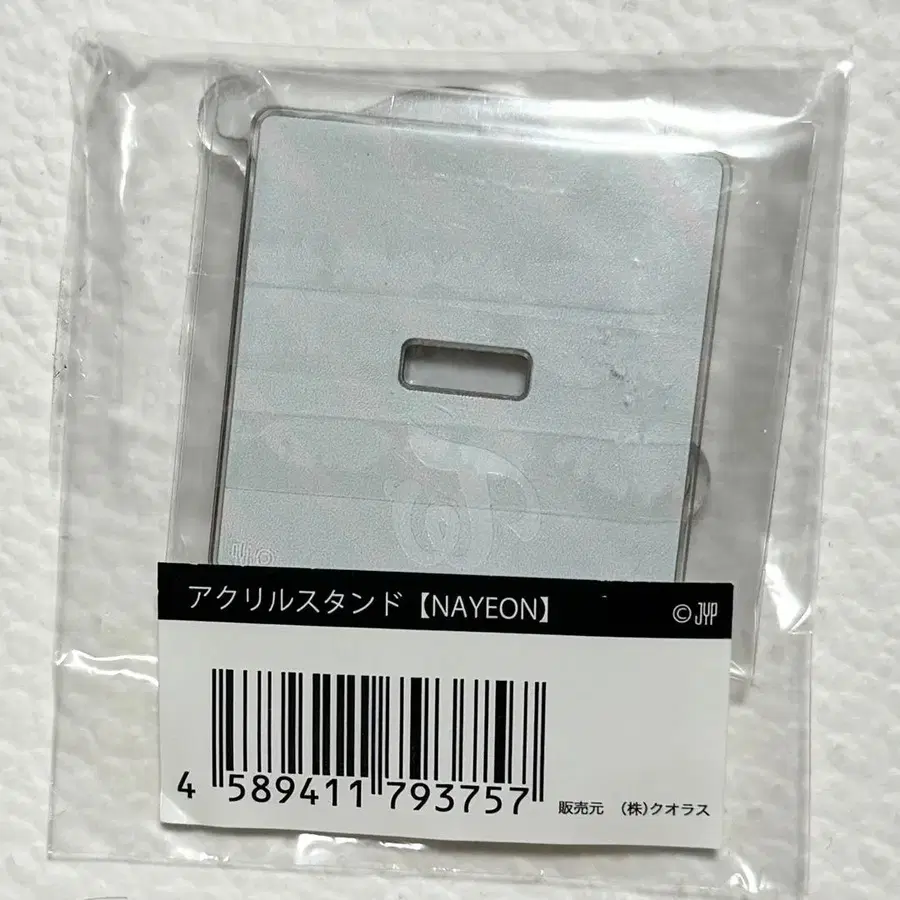 アクリルスタンド【NAYEON】
© JYP
4 589411 793757
販売元 (株)クオラス